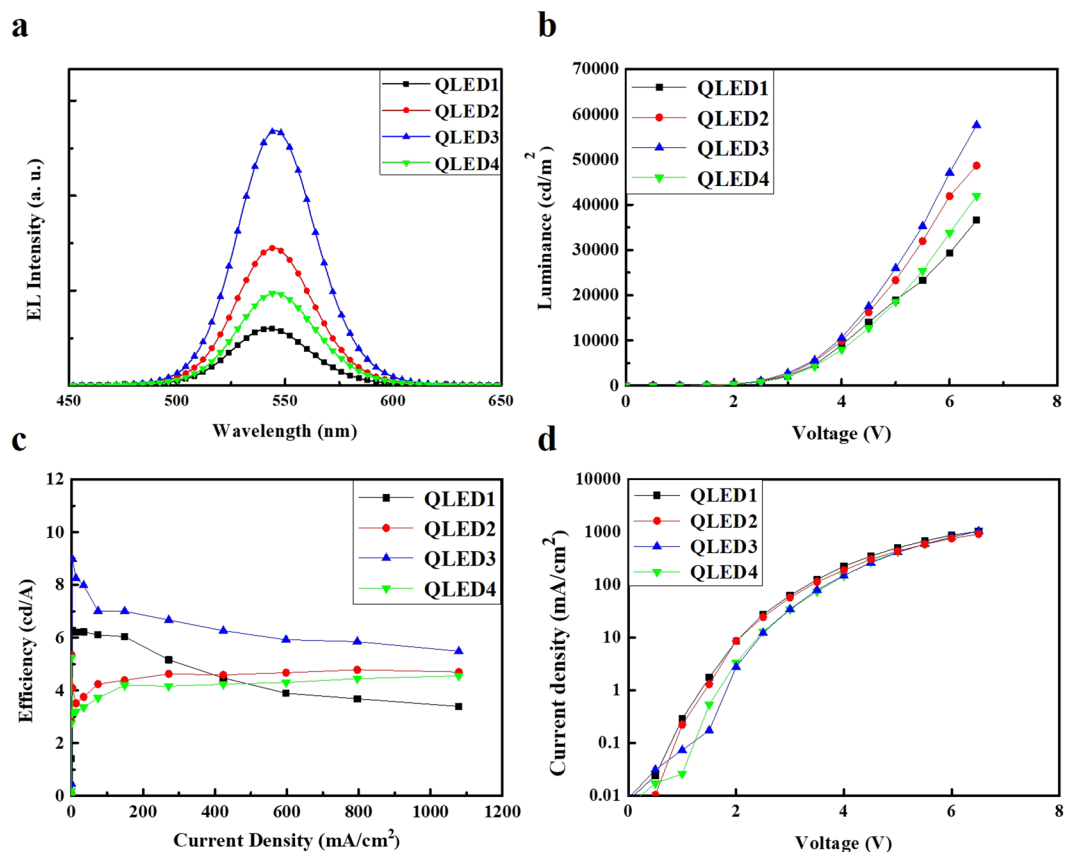 a
QLED1
QLED2
QLED3
QLED4
EL Intensity (a. u.)
450
500
550
600
650
Wavelength (nm)
b
70000
60000
50000
40000
30000
20000
10000
0
QLED1
QLED2
QLED3
QLED4
Luminance (cd/m²)
0
2
4
6
8
Voltage (V)
c
12
10
8
6
4
2
0
QLED1
QLED2
QLED3
QLED4
Efficiency (cd/A)
0
200
400
600
800
1000
1200
Current Density (mA/cm²)
d
10000
1000
100
10
1
0.1
0.01
QLED1
QLED2
QLED3
QLED4
Current density (mA/cm²)
0
2
4
6
8
Voltage (V)